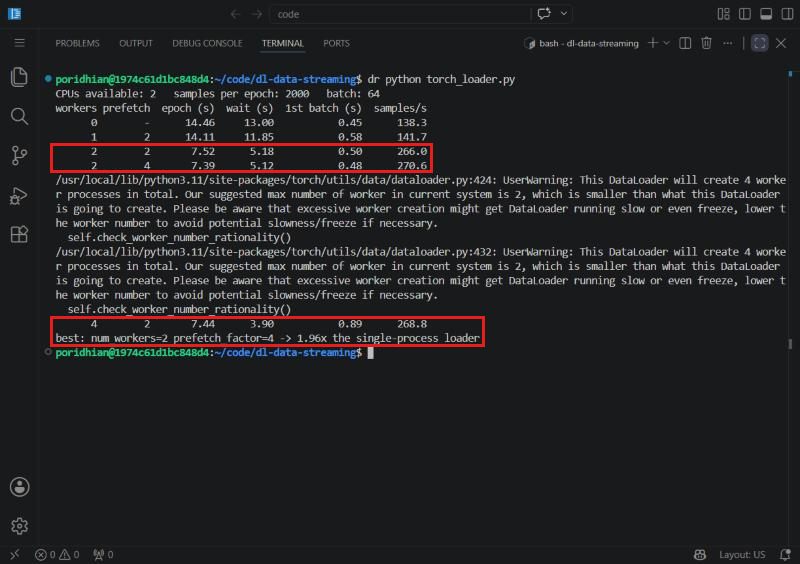 code
PROBLEMS OUTPUT DEBUG CONSOLE TERMINAL PORTS
bash - dl-data-streaming
poridhian@1974c61d1bc848d4:~/code/dl-data-streaming$ dr python torch_loader.py
CPUs available: 2 samples per epoch: 2000 batch: 64
workers prefetch epoch (s) wait (s) 1st batch (s) samples/s
0 - 14.46 13.00 0.45 138.3
1 2 14.11 11.85 0.58 141.7
2 2 7.52 5.18 0.50 266.0
2 4 7.39 5.12 0.48 270.6
/usr/local/lib/python3.11/site-packages/torch/utils/data/dataloader.py:424: UserWarning: This DataLoader will create 4 worke
r processes in total. Our suggested max number of worker in current system is 2, which is smaller than what this DataLoader
is going to create. Please be aware that excessive worker creation might get DataLoader running slow or even freeze, lower t
he worker number to avoid potential slowness/freeze if necessary.
self.check_worker_number_rationality()
/usr/local/lib/python3.11/site-packages/torch/utils/data/dataloader.py:432: UserWarning: This DataLoader will create 4 worke
r processes in total. Our suggested max number of worker in current system is 2, which is smaller than what this DataLoader
is going to create. Please be aware that excessive worker creation might get DataLoader running slow or even freeze, lower t
he worker number to avoid potential slowness/freeze if necessary.
self.check_worker_number_rationality()
4 2 7.44 3.90 0.89 268.8
best: num workers=2 prefetch factor=4 -> 1.96x the single-process loader
poridhian@1974c61d1bc848d4:~/code/dl-data-streaming$
0 0 0 Layout: US